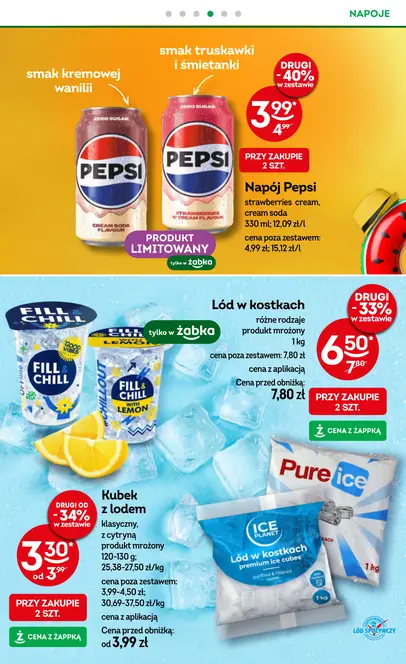 NAPOJE
smak kremowej
wanilii
smak truskawki
i śmietanki
DRUGI
-40%
w zestawie
3,99*
4,99
PRZY ZAKUPIE
2 SZT.
ZERO SUGAR
PEPSI
CREAM SODA
FLAVOUR
ZERO SUGAR
PEPSI
STRAWBERRIES
'N' CREAM FLAVOUR
PRODUKT
LIMITOWANY
tylko w żabka
Napój Pepsi
strawberries cream,
cream soda
330 ml; 12,09 zł/l
cena poza zestawem:
4,99 zł; 15,12 zł/l
FILL &
CHILL
GOOD
VIBES
FILL &
CHILL
WITH
LEMON
CHILLOUT
LEMON
tylko w żabka
Lód w kostkach
różne rodzaje
produkt mrożony
1 kg
cena poza zestawem: 7,80 zł
cena z aplikacją
Cena przed obniżką:
7,80 zł
DRUGI
-33%
w zestawie
6,50*
7,80
PRZY ZAKUPIE
2 SZT.
CENA Z ŻAPPKĄ
DRUGI OD
-34%
w zestawie
3,30*
od 3,99
PRZY ZAKUPIE
2 SZT.
CENA Z ŻAPPKĄ
Kubek
z lodem
klasyczny,
z cytryną
produkt mrożony
120-130 g;
25,38-27,50 zł/kg
cena poza zestawem:
3,99-4,50 zł;
30,69-37,50 zł/kg
cena z aplikacją
Cena przed obniżką:
od 3,99 zł
ICE
PLANET
Lód w kostkach
premium ice cubes
1 kg
Pure ice
1 kg
LÓD SPOŻYWCZY